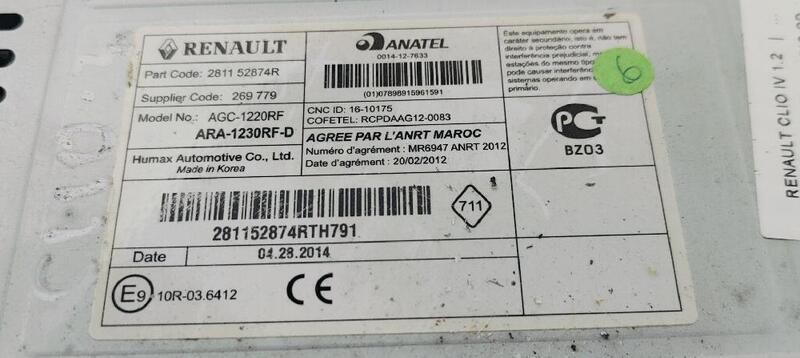 RENAULT
Part Code: 281152874R
Supplier Code: 269 779
Model No: AGC-1220RF
ARA-1230RF-D
Humax Automotive Co., Ltd.
Made in Korea
ANATEL
0014-12-7633
(01)07898915961591
CNC ID: 16-10175
COFETEL: RCPDAAG12-0083
AGREE PAR L'ANRT MAROC
Numéro d'agrément: MR6947 ANRT 2012
Date d'agrément: 20/02/2012
Este equipamento opera em
caráter secundário, isto é, não tem
direito à proteção contra
interferência
estações do mesmo tipo
pode causar interferência
sistemas operando em
primário.
6
PCT
BZ03
281152874RTH791
711
Date 04.28.2014
E9 10R-03.6412
CE
CLIO
RENAULT CLIO IV 1.2 |